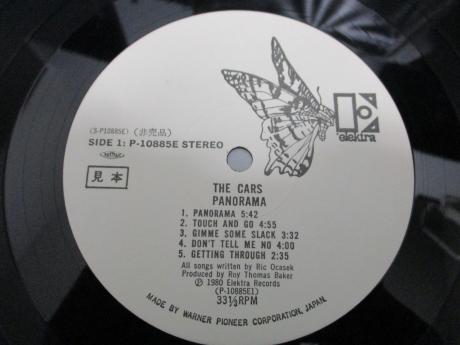 (S-P10885E) (非売品)
SIDE 1: P-10885E STEREO
elektra
見本
THE CARS
PANORAMA
1. PANORAMA 5:42
2. TOUCH AND GO 4:55
3. GIMME SOME SLACK 3:32
4. DON'T TELL ME NO 4:00
5. GETTING THROUGH 2:35
All songs written by Ric Ocasek
Produced by Roy Thomas Baker
Ⓟ 1980 Elektra Records
(P-10885E1)
33⅓RPM
MADE BY WARNER PIONEER CORPORATION, JAPAN.